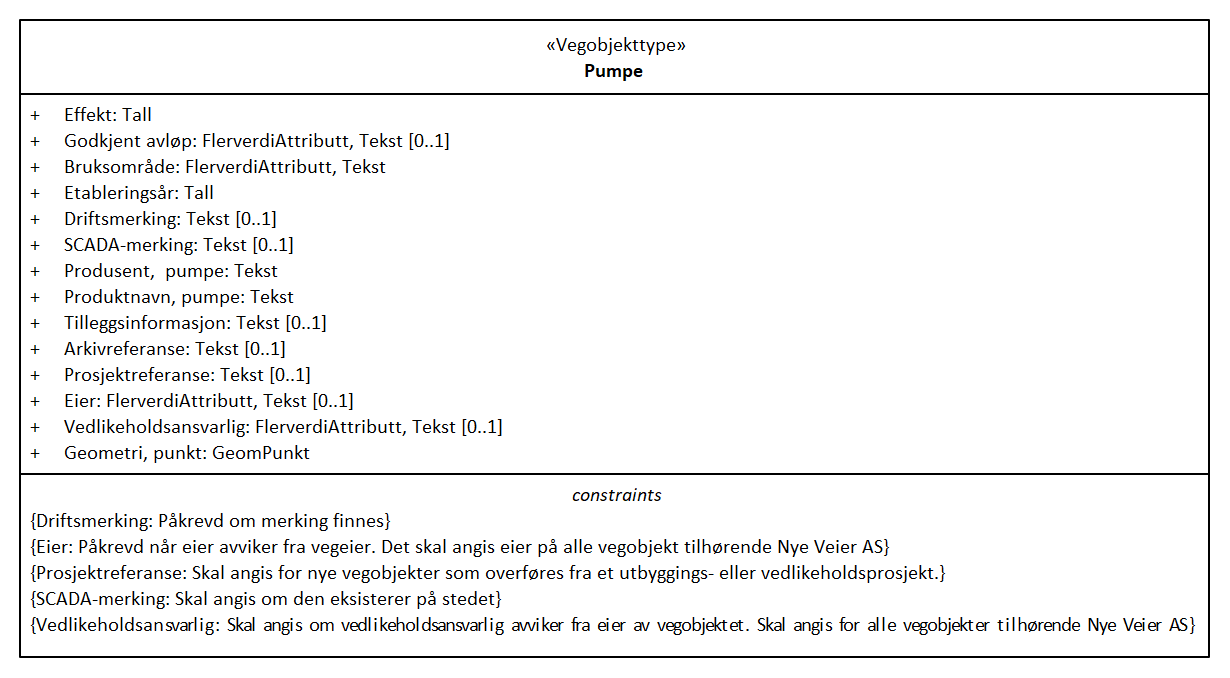 «Vegobjekttype»
Pumpe
+ Effekt: Tall
+ Godkjent avløp: FlerverdiAttributt, Tekst [0..1]
+ Bruksområde: FlerverdiAttributt, Tekst
+ Etableringsår: Tall
+ Driftsmerking: Tekst [0..1]
+ SCADA-merking: Tekst [0..1]
+ Produsent, pumpe: Tekst
+ Produktnavn, pumpe: Tekst
+ Tilleggsinformasjon: Tekst [0..1]
+ Arkivreferanse: Tekst [0..1]
+ Prosjektreferanse: Tekst [0..1]
+ Eier: FlerverdiAttributt, Tekst [0..1]
+ Vedlikeholdsansvarlig: FlerverdiAttributt, Tekst [0..1]
+ Geometri, punkt: GeomPunkt
constraints
{Driftsmerking: Påkrevd om merking finnes}
{Eier: Påkrevd når eier avviker fra vegeier. Det skal angis eier på alle vegobjekt tilhørende Nye Veier AS}
{Prosjektreferanse: Skal angis for nye vegobjekter som overføres fra et utbyggings- eller vedlikeholdsprosjekt.}
{SCADA-merking: Skal angis om den eksisterer på stedet}
{Vedlikeholdsansvarlig: Skal angis om vedlikeholdsansvarlig avviker fra eier av vegobjektet. Skal angis for alle vegobjekter tilhørende Nye Veier AS}